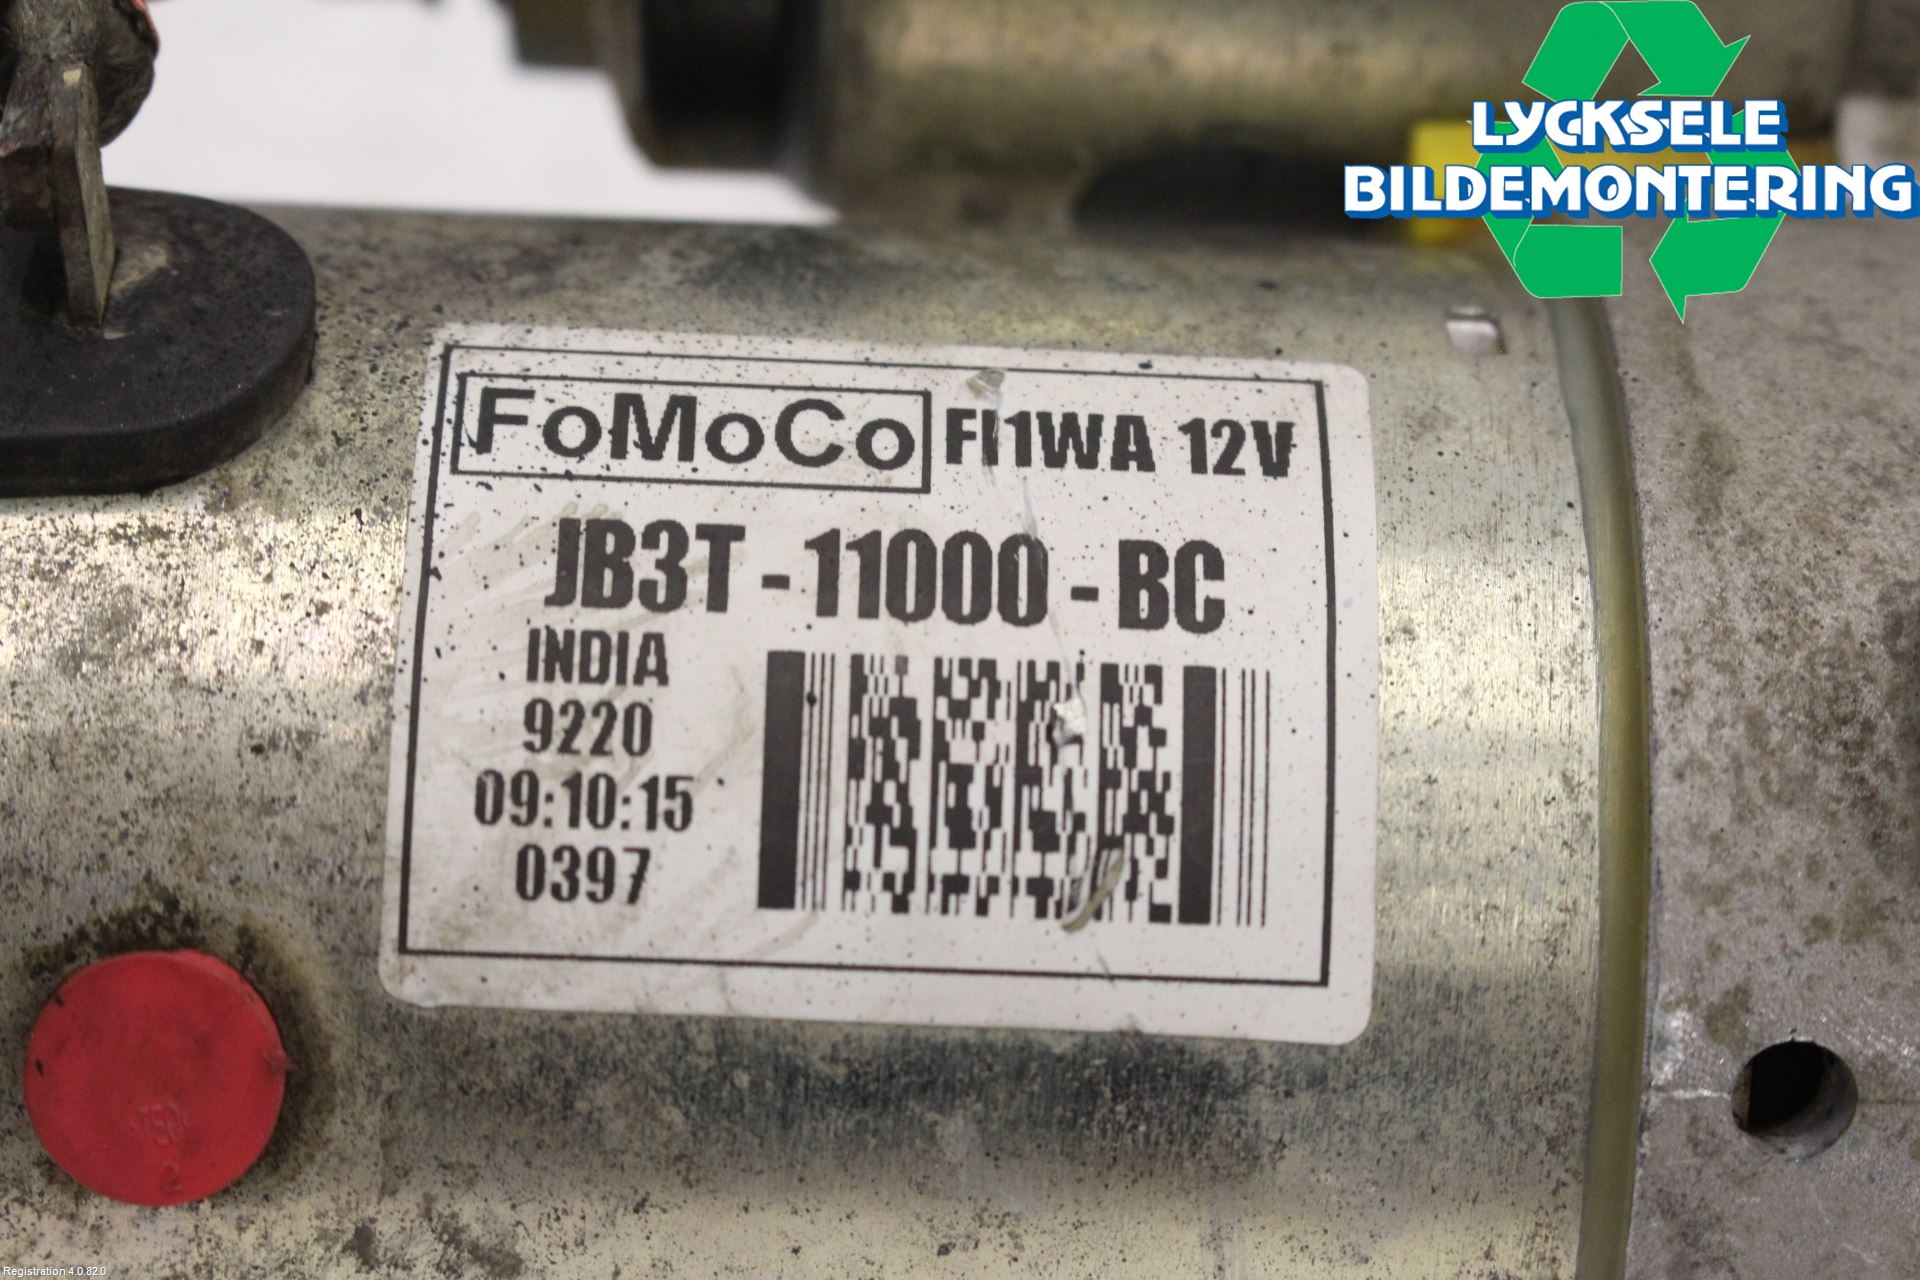 LYCKSELE
BILDEMONTERING
FoMoCo FI1WA 12V
JB3T - 11000 - BC
INDIA
9220
09:10:15
0397
Registration 4.0.82.0